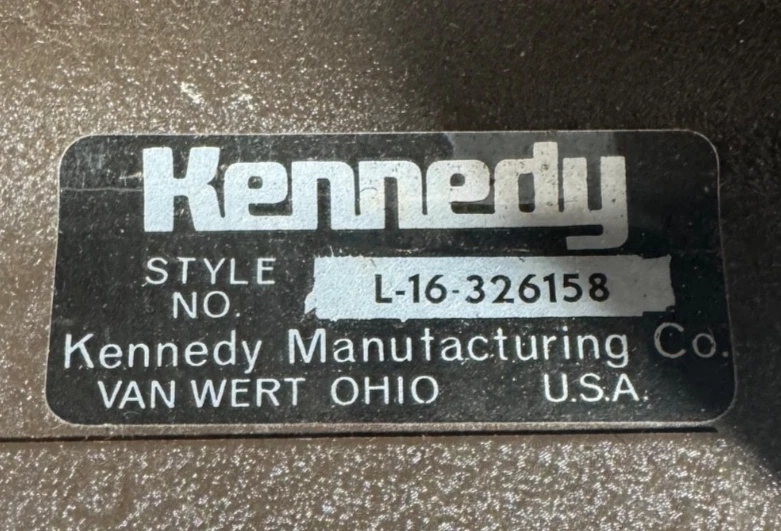 Kennedy
STYLE
NO.
L-16-326158
Kennedy Manufacturing Co.
VAN WERT OHIO U.S.A.